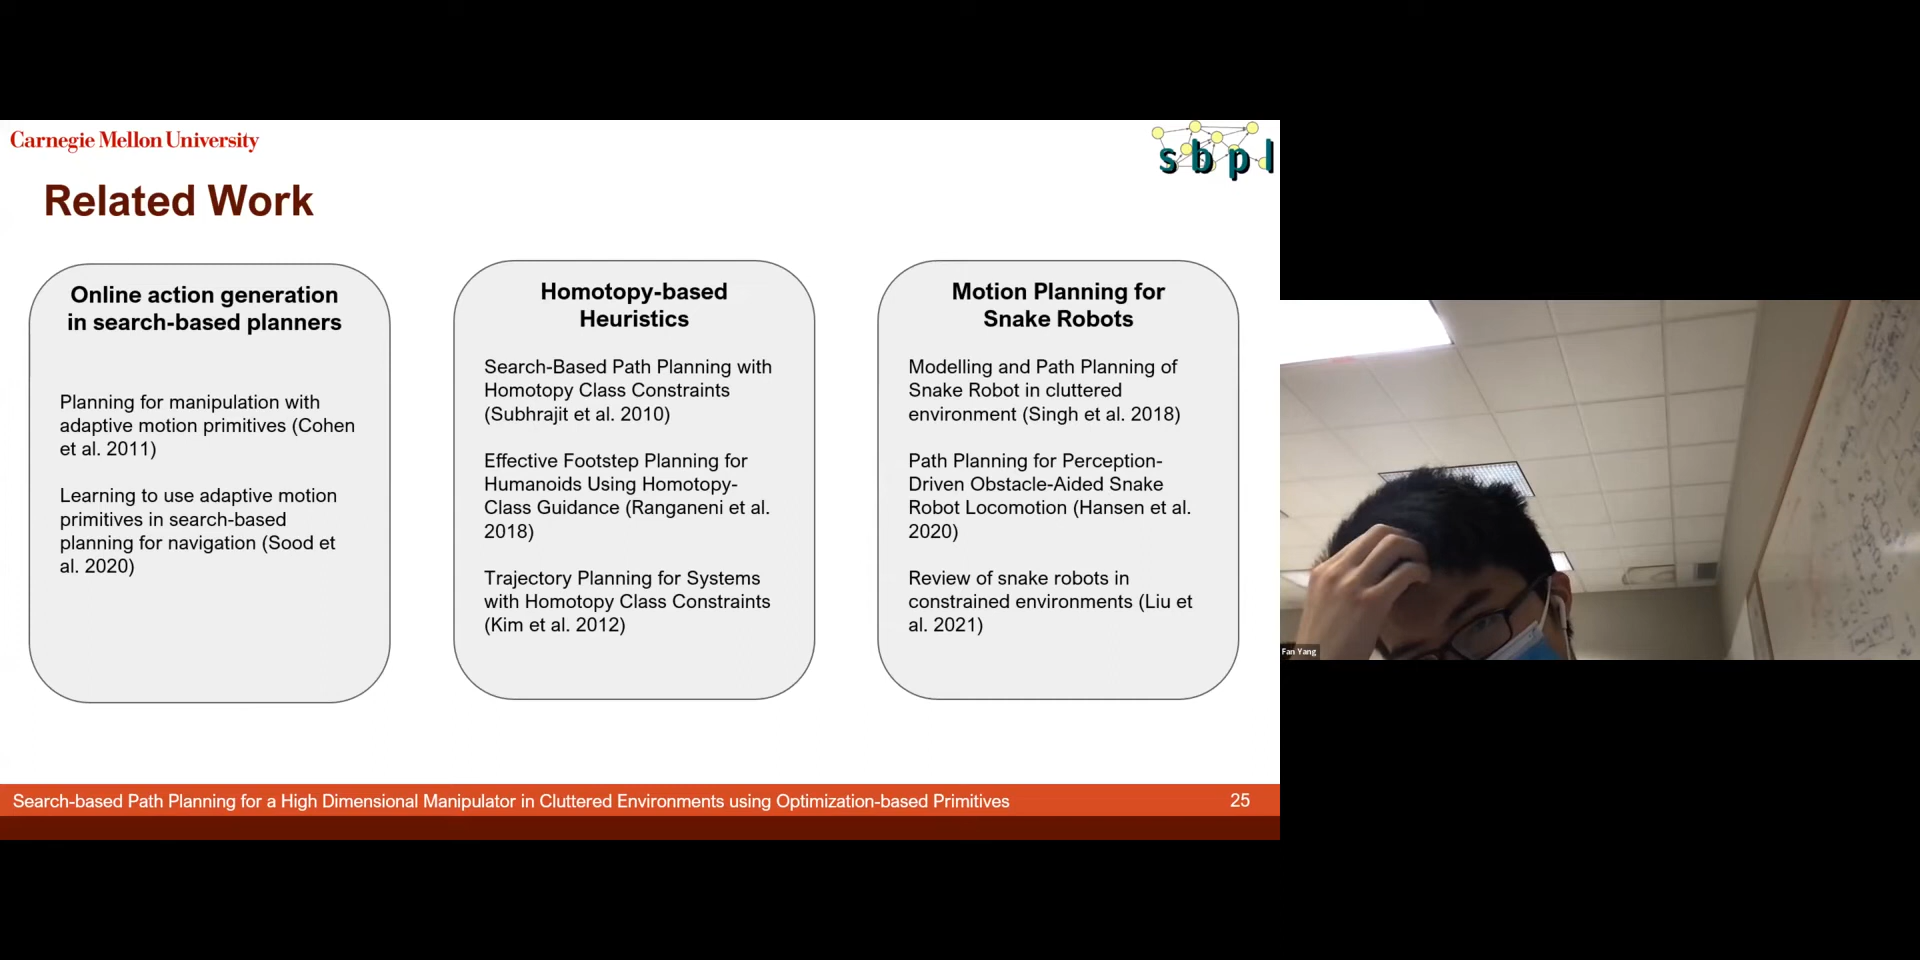 Carnegie Mellon University
sbpl
Related Work
Online action generation
in search-based planners
Planning for manipulation with
adaptive motion primitives (Cohen
et al. 2011)
Learning to use adaptive motion
primitives in search-based
planning for navigation (Sood et
al. 2020)
Homotopy-based
Heuristics
Search-Based Path Planning with
Homotopy Class Constraints
(Subhrajit et al. 2010)
Effective Footstep Planning for
Humanoids Using Homotopy-
Class Guidance (Ranganeni et al.
2018)
Trajectory Planning for Systems
with Homotopy Class Constraints
(Kim et al. 2012)
Motion Planning for
Snake Robots
Modelling and Path Planning of
Snake Robot in cluttered
environment (Singh et al. 2018)
Path Planning for Perception-
Driven Obstacle-Aided Snake
Robot Locomotion (Hansen et al.
2020)
Review of snake robots in
constrained environments (Liu et
al. 2021)
Search-based Path Planning for a High Dimensional Manipulator in Cluttered Environments using Optimization-based Primitives
25
Fan Yang